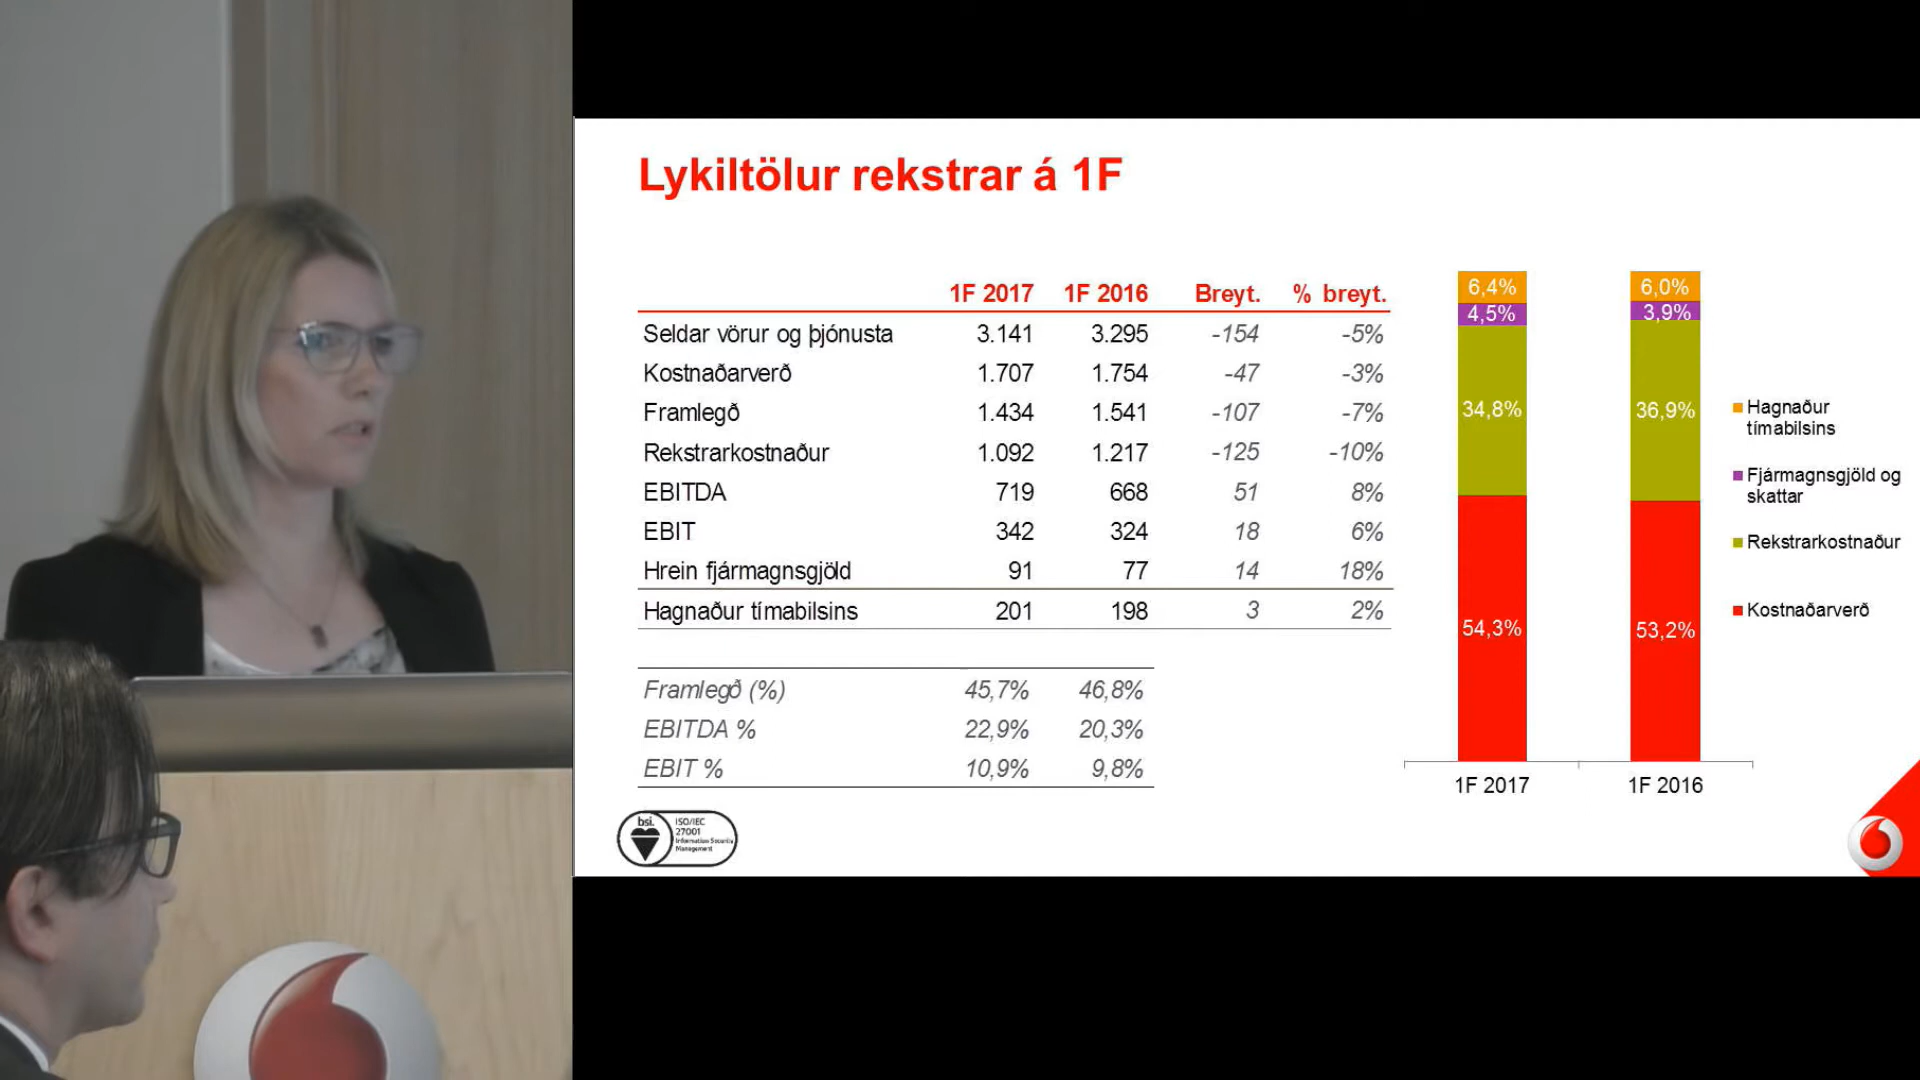 Lykiltölur rekstrar á 1F
1F 2017 1F 2016 Breyt. % breyt.
Seldar vörur og þjónusta 3.141 3.295 -154 -5%
Kostnaðarverð 1.707 1.754 -47 -3%
Framlegð 1.434 1.541 -107 -7%
Rekstrarkostnaður 1.092 1.217 -125 -10%
EBITDA 719 668 51 8%
EBIT 342 324 18 6%
Hrein fjármagnsgjöld 91 77 14 18%
Hagnaður tímabilsins 201 198 3 2%
Framlegð (%) 45,7% 46,8%
EBITDA % 22,9% 20,3%
EBIT % 10,9% 9,8%
bsi.
ISO/IEC
27001
Information Security
Management
6,4% 6,0%
4,5% 3,9%
34,8% 36,9%
54,3% 53,2%
1F 2017 1F 2016
Hagnaður
tímabilsins
Fjármagnsgjöld og
skattar
Rekstrarkostnaður
Kostnaðarverð